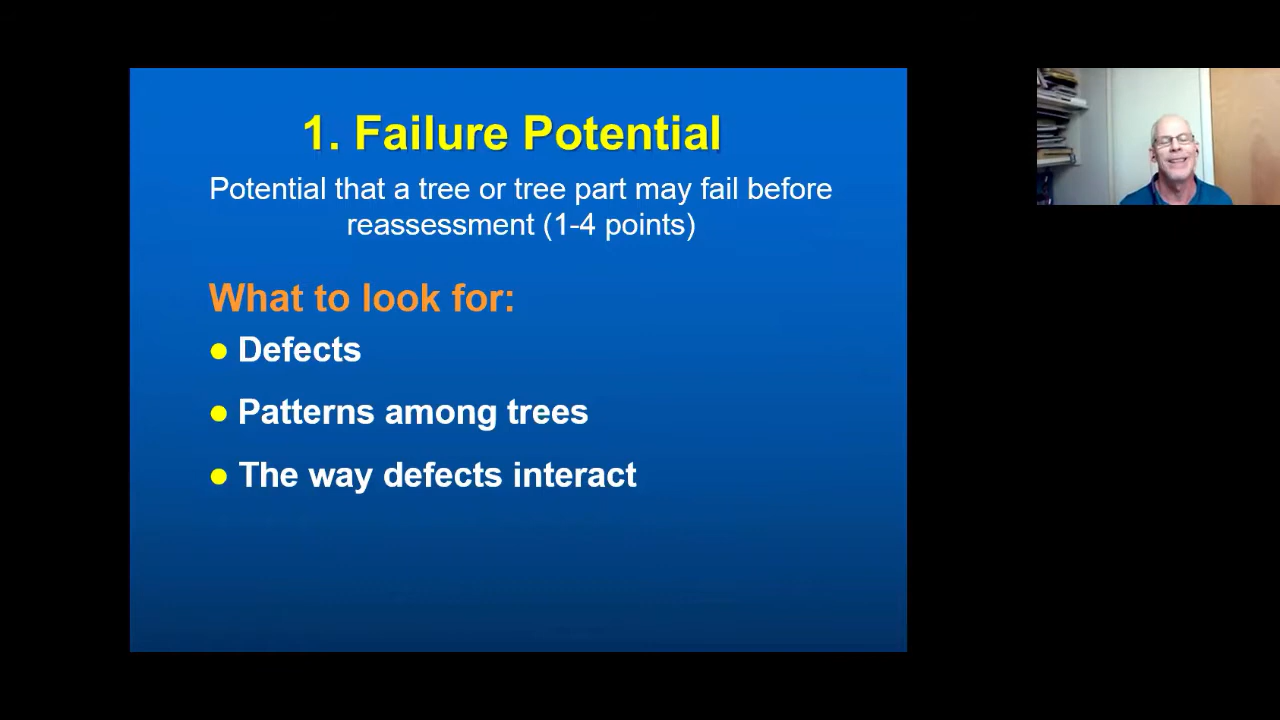 1. Failure Potential
Potential that a tree or tree part may fail before
reassessment (1-4 points)
What to look for:
● Defects
● Patterns among trees
● The way defects interact